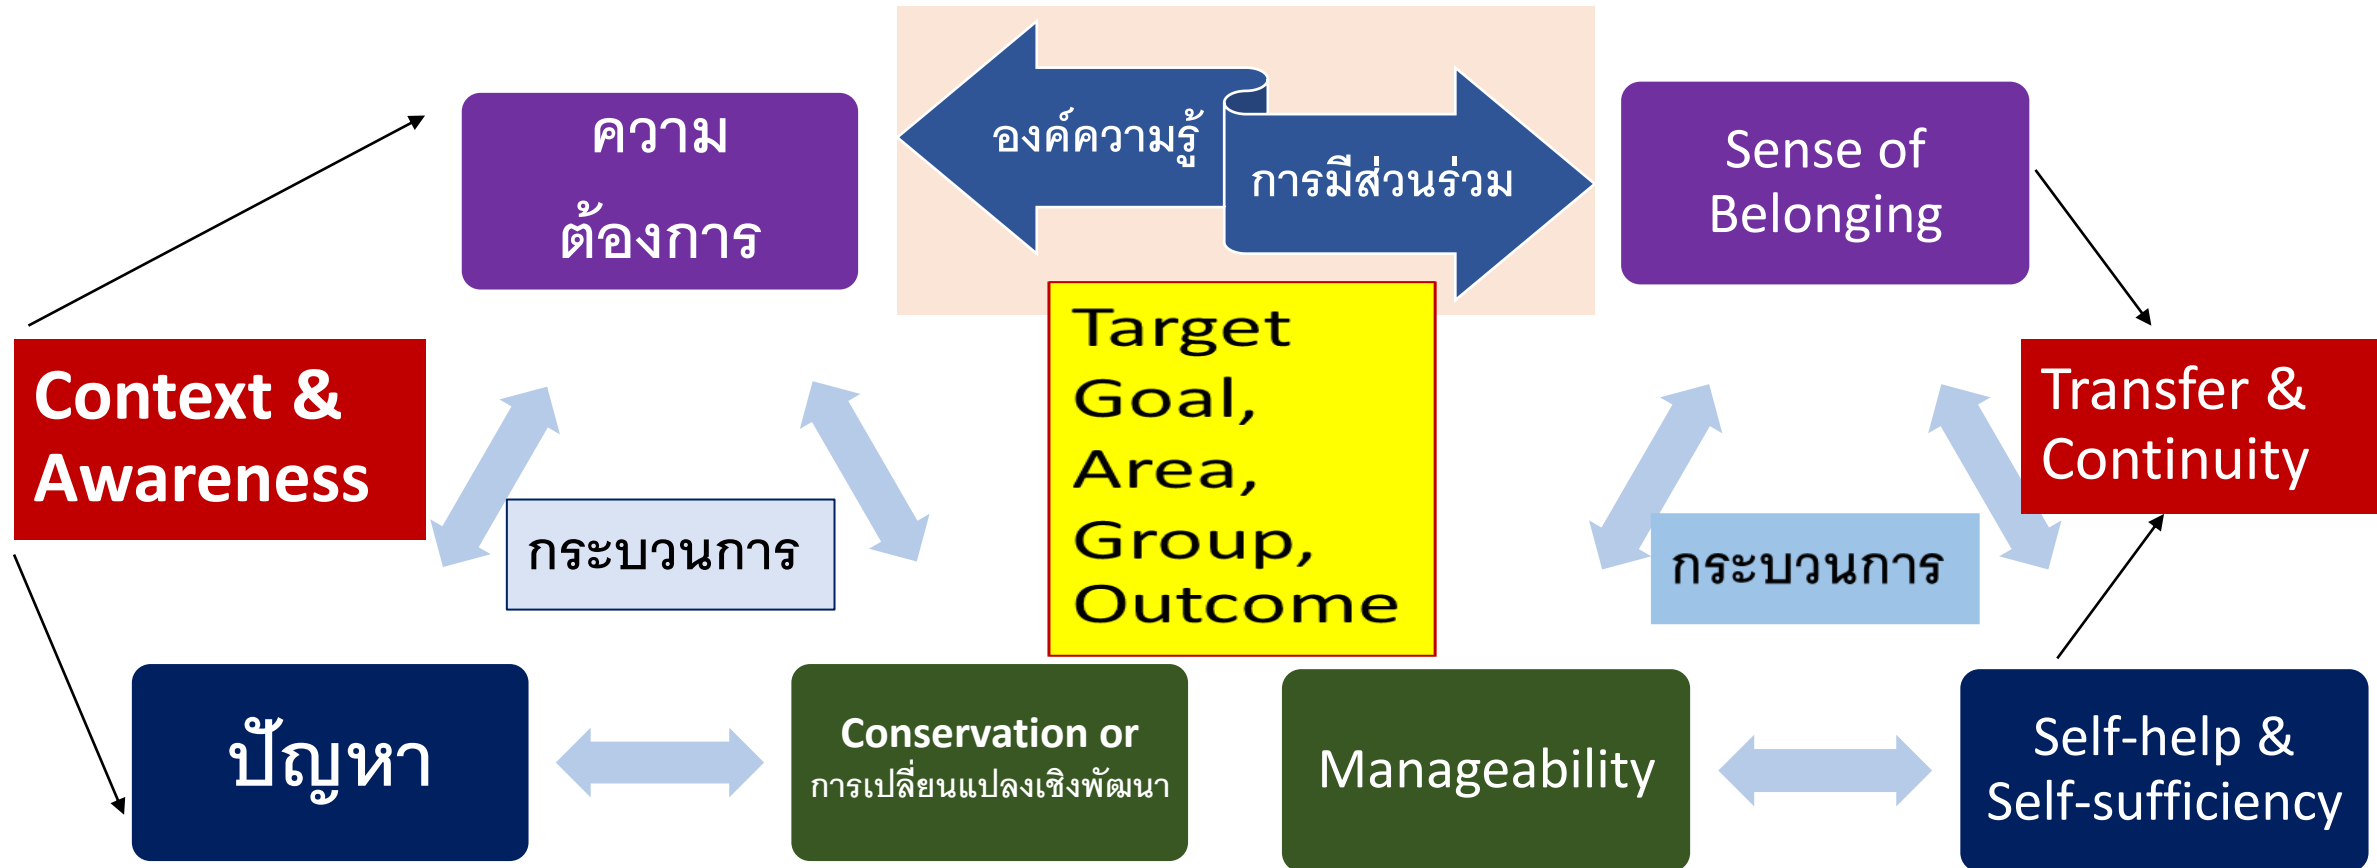 ความ
ต้องการ
องค์ความรู้
การมีส่วนร่วม
Sense of
Belonging
Context &
Awareness
Target
Goal,
Area,
Group,
Outcome
Transfer &
Continuity
กระบวนการ
กระบวนการ
ปัญหา
Conservation or
การเปลี่ยนแปลงเชิงพัฒนา
Manageability
Self-help &
Self-sufficiency